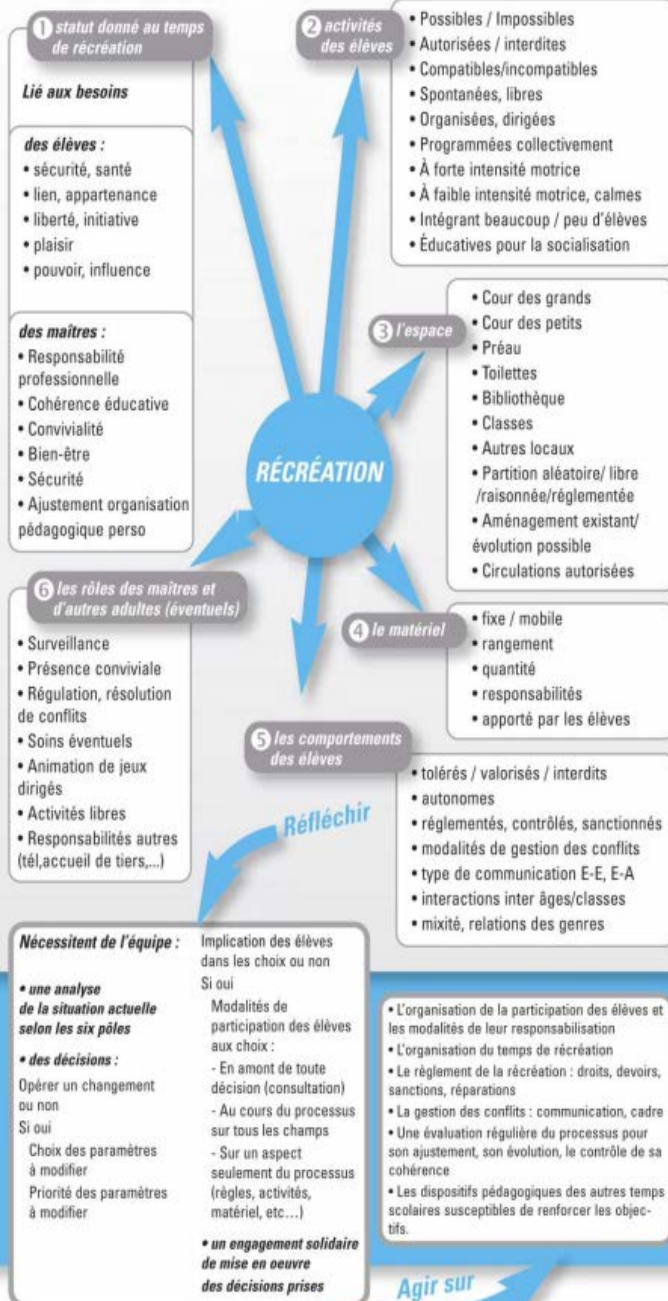 1 statut donné au temps
de récréation
Lié aux besoins
des élèves :
• sécurité, santé
• lien, appartenance
• liberté, initiative
• plaisir
• pouvoir, influence
des maîtres :
• Responsabilité
professionnelle
• Cohérence éducative
• Convivialité
• Bien-être
• Sécurité
• Ajustement organisation
pédagogique perso
2 activités
des élèves
• Possibles / Impossibles
• Autorisées / interdites
• Compatibles/incompatibles
• Spontanées, libres
• Organisées, dirigées
• Programmées collectivement
• À forte intensité motrice
• À faible intensité motrice, calmes
• Intégrant beaucoup / peu d'élèves
• Éducatives pour la socialisation
3 l'espace
• Cour des grands
• Cour des petits
• Préau
• Toilettes
• Bibliothèque
• Classes
• Autres locaux
• Partition aléatoire/ libre
/raisonnée/réglementée
• Aménagement existant/
évolution possible
• Circulations autorisées
RÉCRÉATION
4 le matériel
• fixe / mobile
• rangement
• quantité
• responsabilités
• apporté par les élèves
5 les comportements
des élèves
• tolérés / valorisés / interdits
• autonomes
• réglementés, contrôlés, sanctionnés
• modalités de gestion des conflits
• type de communication E-E, E-A
• interactions inter âges/classes
• mixité, relations des genres
6 les rôles des maîtres et
d'autres adultes (éventuels)
• Surveillance
• Présence conviviale
• Régulation, résolution
de conflits
• Soins éventuels
• Animation de jeux
dirigés
• Activités libres
• Responsabilités autres
(tél,accueil de tiers,...)
Réfléchir
Nécessitent de l'équipe :
• une analyse
de la situation actuelle
selon les six pôles
• des décisions :
Opérer un changement
ou non
Si oui
Choix des paramètres
à modifier
Priorité des paramètres
à modifier
Implication des élèves
dans les choix ou non
Si oui
Modalités de
participation des élèves
aux choix :
- En amont de toute
décision (consultation)
- Au cours du processus
sur tous les champs
- Sur un aspect
seulement du processus
(règles, activités,
matériel, etc...)
• un engagement solidaire
de mise en oeuvre
des décisions prises
• L'organisation de la participation des élèves et
les modalités de leur responsabilisation
• L'organisation du temps de récréation
• Le règlement de la récréation : droits, devoirs,
sanctions, réparations
• La gestion des conflits : communication, cadre
• Une évaluation régulière du processus pour
son ajustement, son évolution, le contrôle de sa
cohérence
• Les dispositifs pédagogiques des autres temps
scolaires susceptibles de renforcer les objec-
tifs.
Agir sur